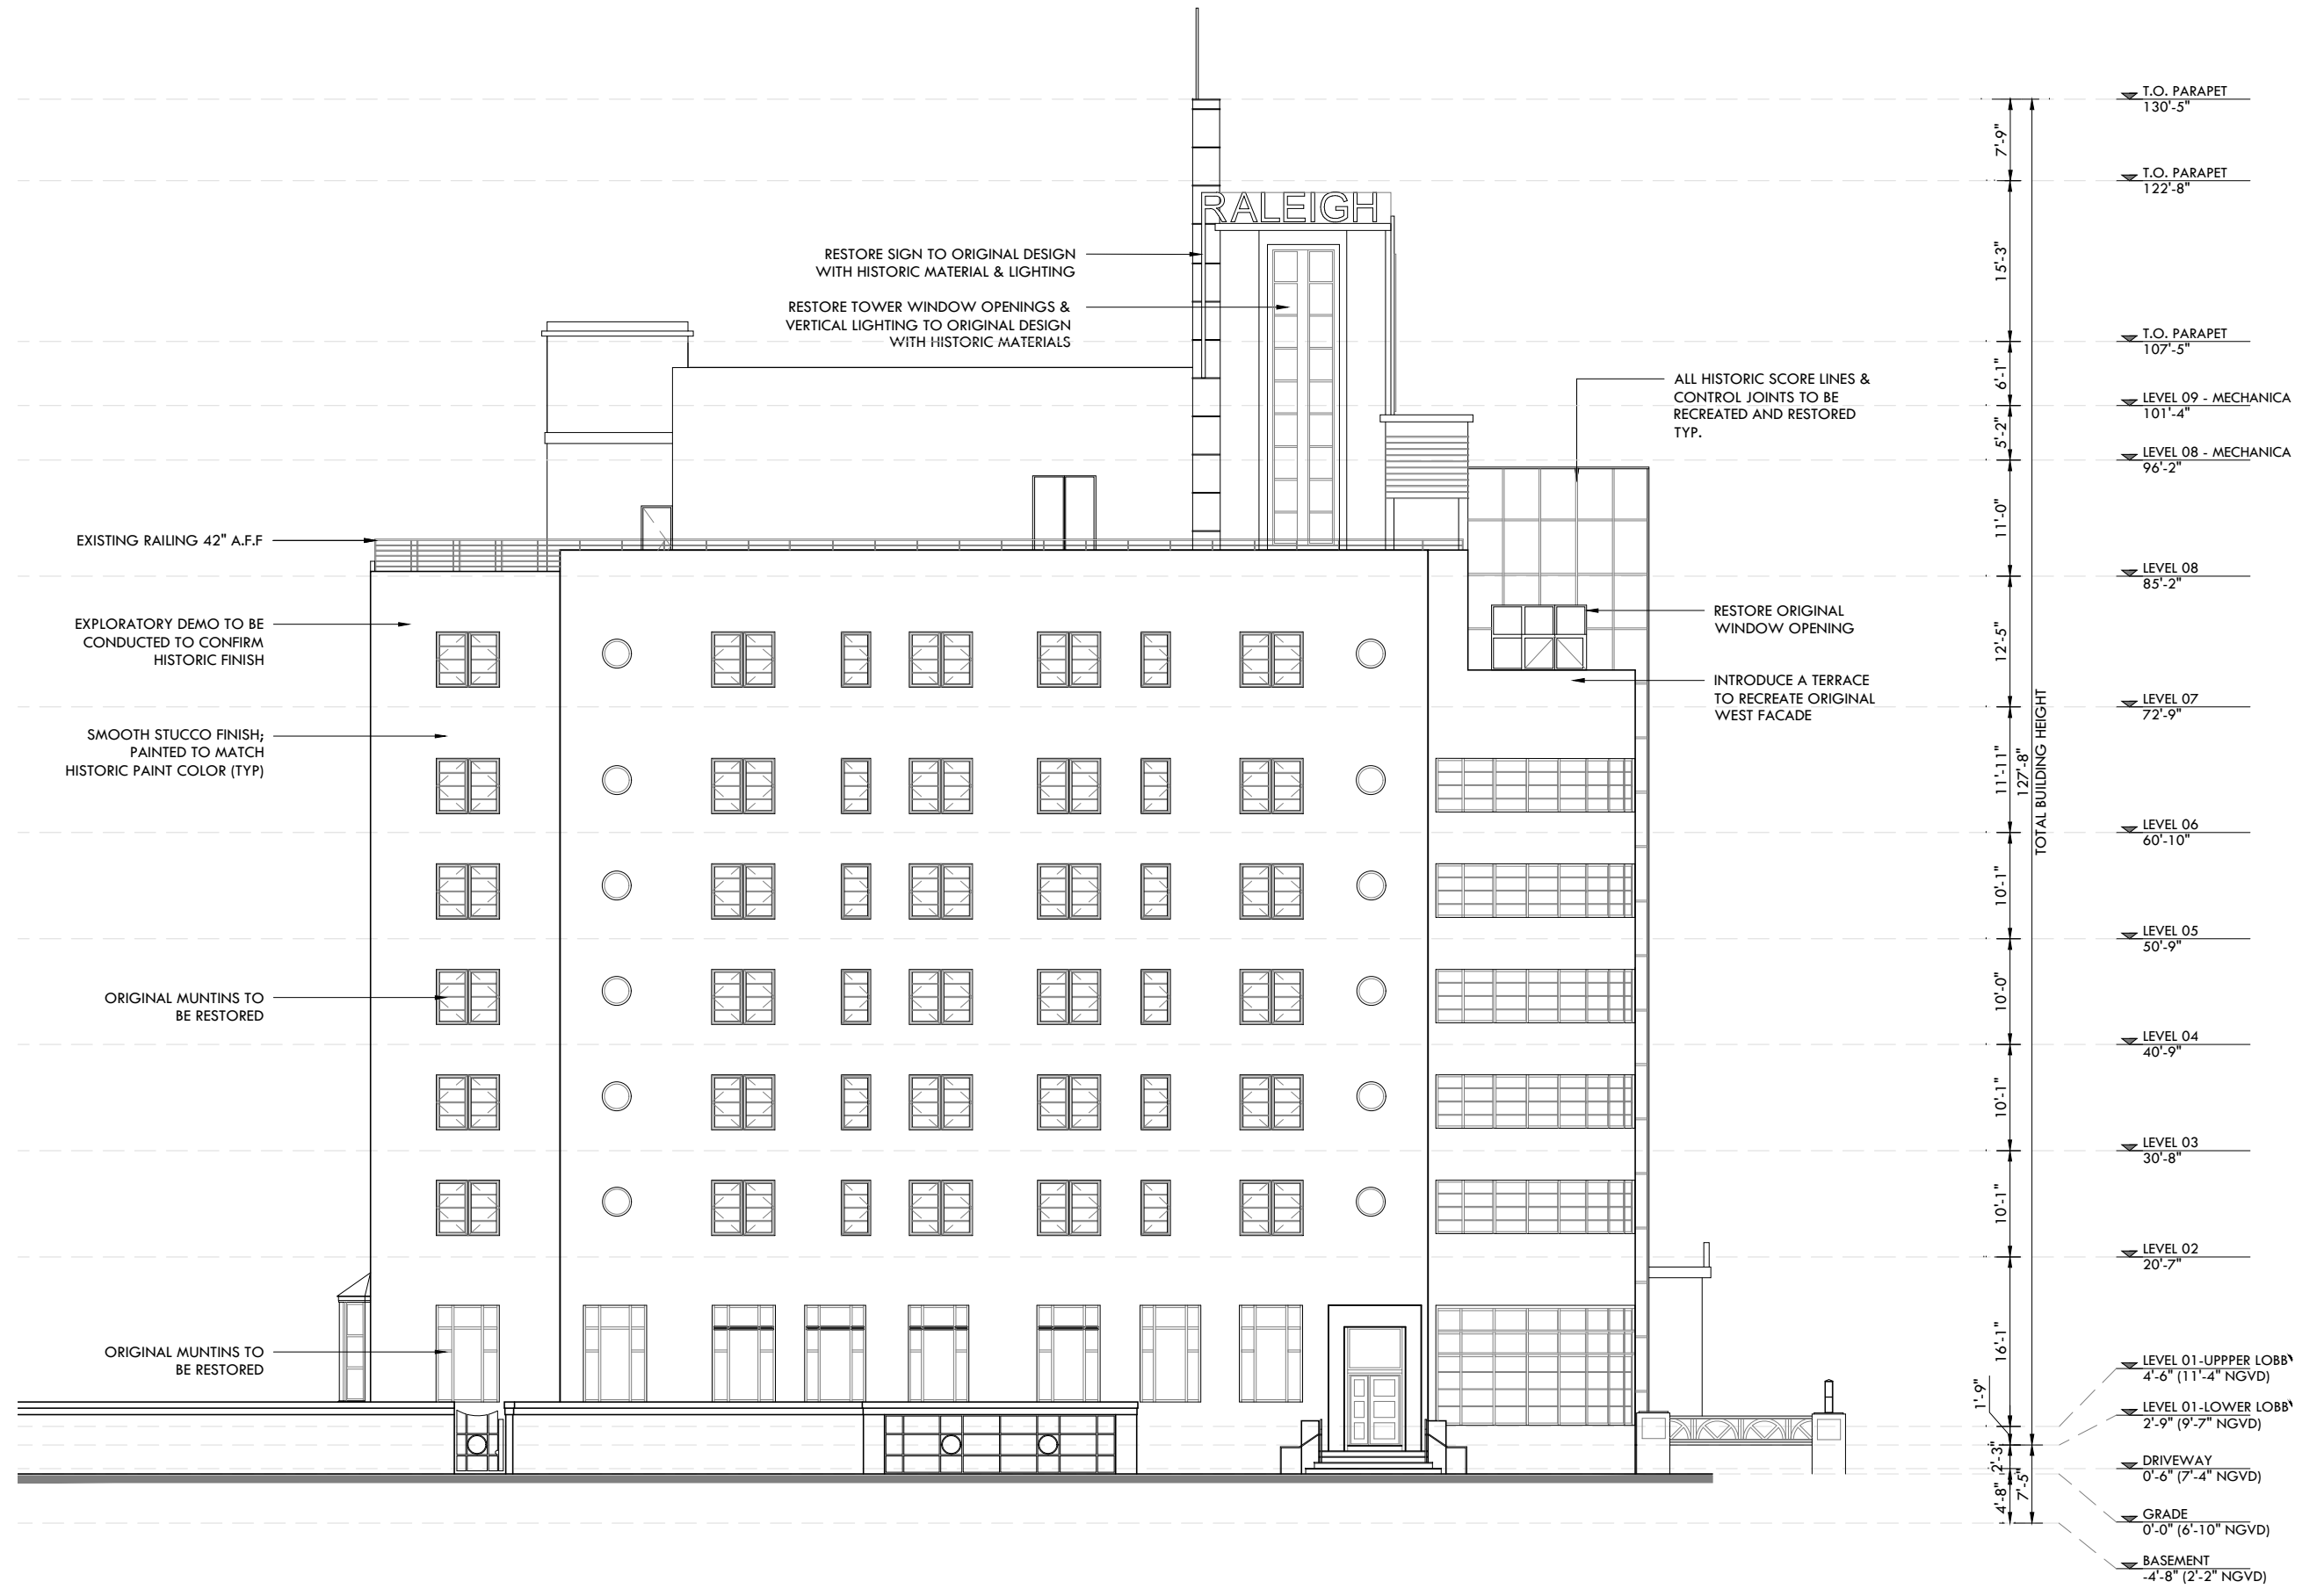 RALEIGH
RESTORE SIGN TO ORIGINAL DESIGN
WITH HISTORIC MATERIAL & LIGHTING
RESTORE TOWER WINDOW OPENINGS &
VERTICAL LIGHTING TO ORIGINAL DESIGN
WITH HISTORIC MATERIALS
ALL HISTORIC SCORE LINES &
CONTROL JOINTS TO BE
RECREATED AND RESTORED
TYP.
EXISTING RAILING 42" A.F.F
EXPLORATORY DEMO TO BE
CONDUCTED TO CONFIRM
HISTORIC FINISH
SMOOTH STUCCO FINISH;
PAINTED TO MATCH
HISTORIC PAINT COLOR (TYP)
ORIGINAL MUNTINS TO
BE RESTORED
ORIGINAL MUNTINS TO
BE RESTORED
RESTORE ORIGINAL
WINDOW OPENING
INTRODUCE A TERRACE
TO RECREATE ORIGINAL
WEST FACADE
7'-9"
15'-3"
6'-1"
5'-2"
11'-0"
12'-5"
11'-11"
10'-1"
10'-0"
10'-1"
10'-1"
16'-1"
1'-9"
2'-3"
4'-8"
7'-5"
127'-8"
TOTAL BUILDING HEIGHT
T.O. PARAPET
130'-5"
T.O. PARAPET
122'-8"
T.O. PARAPET
107'-5"
LEVEL 09 - MECHANICA
101'-4"
LEVEL 08 - MECHANICA
96'-2"
LEVEL 08
85'-2"
LEVEL 07
72'-9"
LEVEL 06
60'-10"
LEVEL 05
50'-9"
LEVEL 04
40'-9"
LEVEL 03
30'-8"
LEVEL 02
20'-7"
LEVEL 01-UPPPER LOBB
4'-6" (11'-4" NGVD)
LEVEL 01-LOWER LOBB
2'-9" (9'-7" NGVD)
DRIVEWAY
0'-6" (7'-4" NGVD)
GRADE
0'-0" (6'-10" NGVD)
BASEMENT
-4'-8" (2'-2" NGVD)